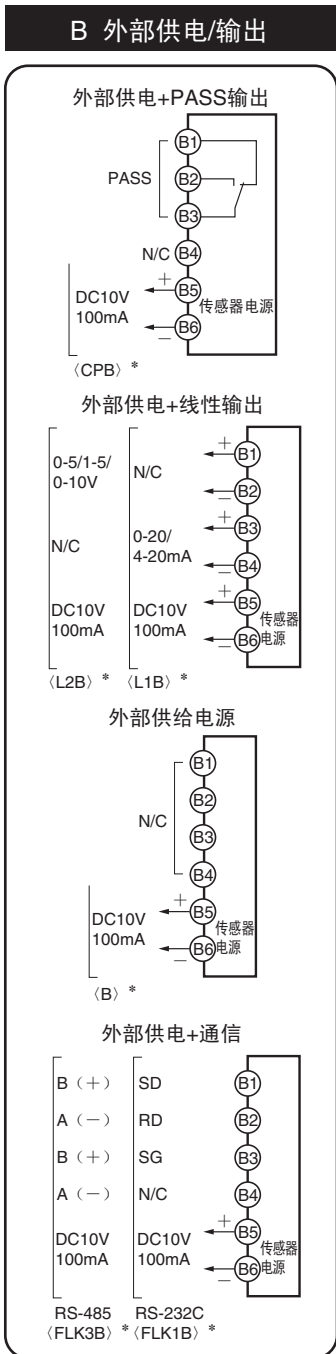 B 外部供电/输出
外部供电+PASS输出
B1
PASS
B2
B3
N/C B4
+
DC10V
100mA
B5
传感器电源
B6
−
〈CPB〉*
外部供电+线性输出
0-5/1-5/
0-10V
N/C
+
B1
−
B2
N/C
0-20/
4-20mA
+
B3
−
B4
DC10V
100mA
DC10V
100mA
+
B5
传感器
电源
−
B6
〈L2B〉* 〈L1B〉*
外部供给电源
B1
B2
N/C
B3
B4
DC10V
100mA
+
B5
传感器
电源
−
B6
〈B〉*
外部供电+通信
B（+） SD B1
A（−） RD B2
B（+） SG B3
A（−） N/C B4
DC10V
100mA
DC10V
100mA
+
B5
传感器
电源
−
B6
RS-485 RS-232C
〈FLK3B〉*〈FLK1B〉*